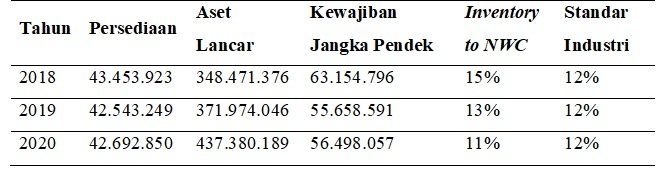 Tahun Persediaan Aset Lancar Kewajiban Jangka Pendek Inventory to NWC Standar Industri
2018 43.453.923 348.471.376 63.154.796 15% 12%
2019 42.543.249 371.974.046 55.658.591 13% 12%
2020 42.692.850 437.380.189 56.498.057 11% 12%